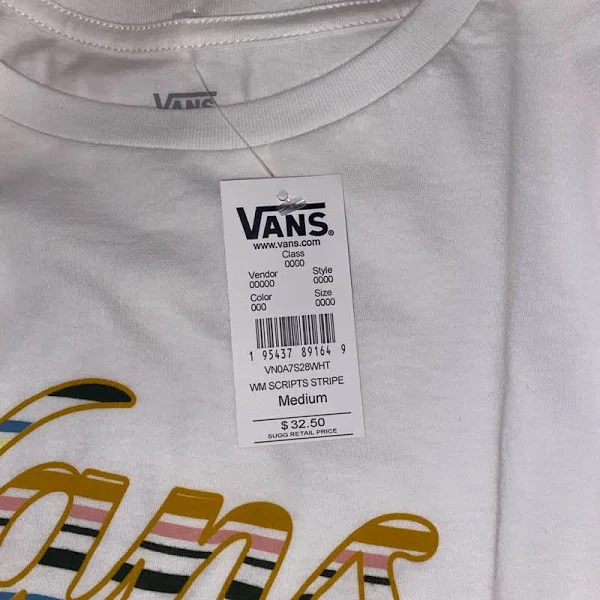 VANS
VANS®
www.vans.com
Class
0000
Vendor Style
00000 0000
Color Size
000 0000
1 95437 89164 9
VN0A7S28WHT
WM SCRIPTS STRIPE
Medium
$ 32.50
SUGG RETAIL PRICE
Vans